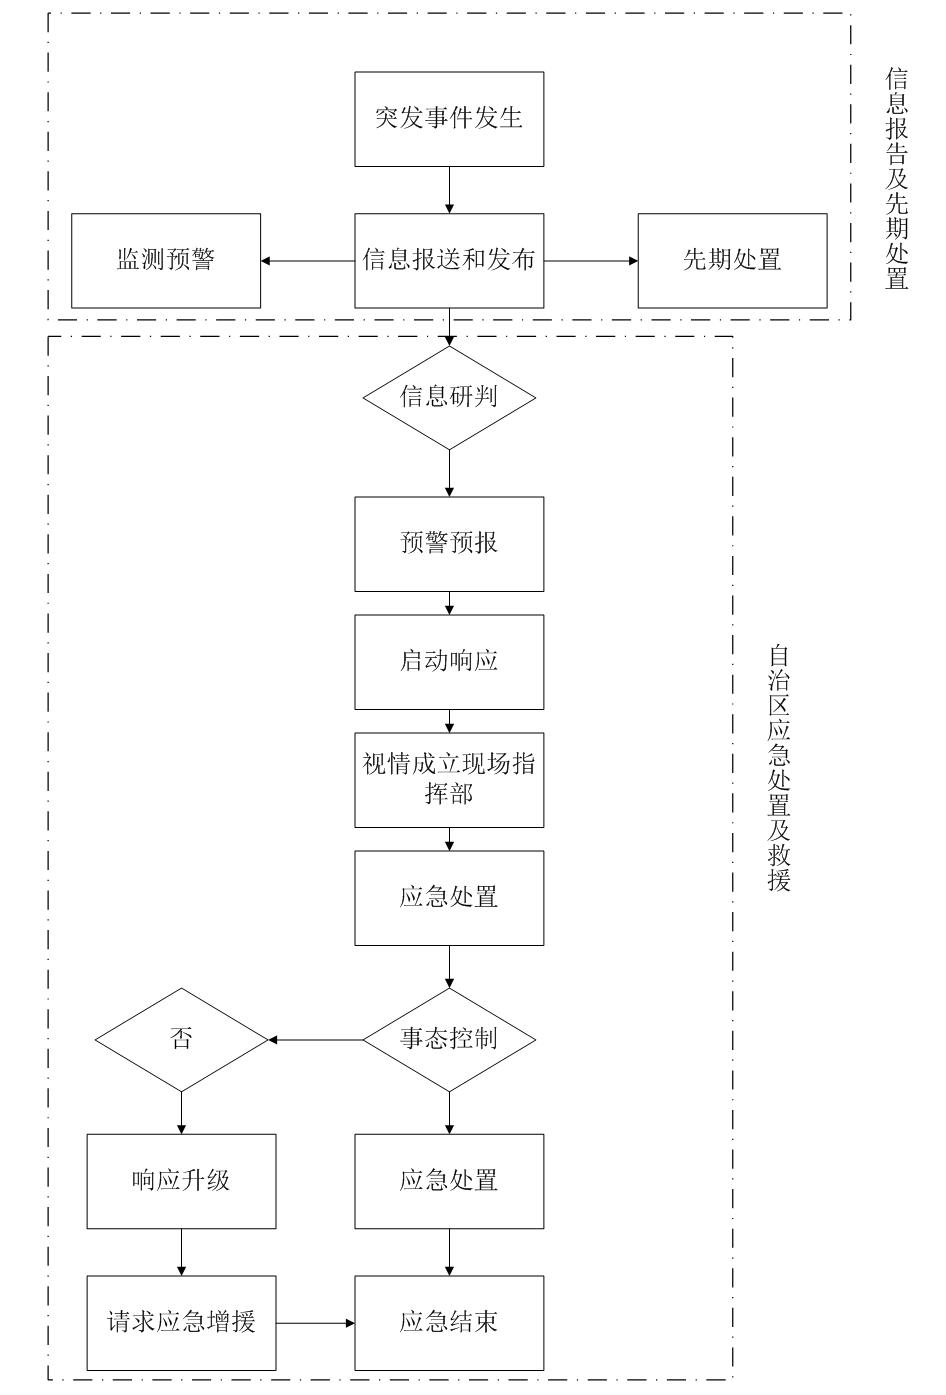 突发事件发生
监测预警
信息报送和发布
先期处置
信息报告及先期处置
信息研判
预警预报
启动响应
视情成立现场指
挥部
应急处置
自治区应急处置及救援
否
事态控制
响应升级
应急处置
请求应急增援
应急结束